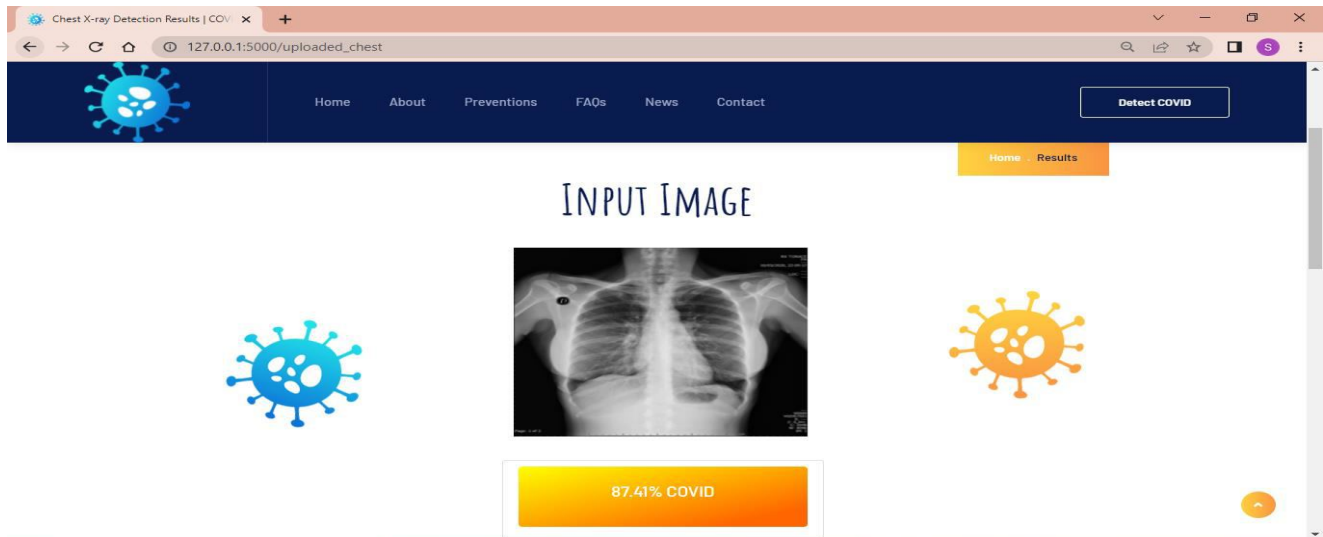 Chest X-ray Detection Results | COV
127.0.0.1:5000/uploaded_chest
S
Home About Preventions FAQs News Contact
Detect COVID
Home . Results
INPUT IMAGE
87.41% COVID